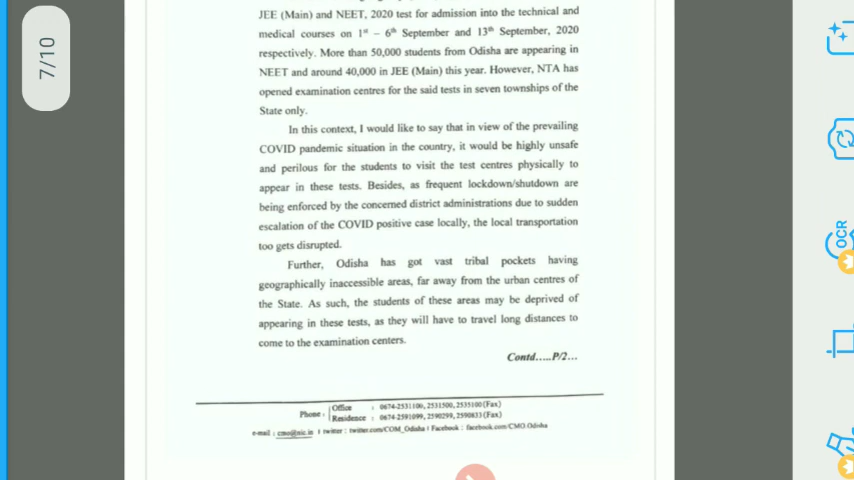 7/10
JEE (Main) and NEET, 2020 test for admission into the technical and
medical courses on 1st – 6th September and 13th September, 2020
respectively. More than 50,000 students from Odisha are appearing in
NEET and around 40,000 in JEE (Main) this year. However, NTA has
opened examination centres for the said tests in seven townships of the
State only.
In this context, I would like to say that in view of the prevailing
COVID pandemic situation in the country, it would be highly unsafe
and perilous for the students to visit the test centres physically to
appear in these tests. Besides, as frequent lockdown/shutdown are
being enforced by the concerned district administrations due to sudden
escalation of the COVID positive case locally, the local transportation
too gets disrupted.
Further, Odisha has got vast tribal pockets having
geographically inaccessible areas, far away from the urban centres of
the State. As such, the students of these areas may be deprived of
appearing in these tests, as they will have to travel long distances to
come to the examination centers.
Contd.....P/2...
Phone : Office : 0674-2531100, 2531500, 2535100(Fax)
Residence : 0674-2591099, 2590299, 2590833(Fax)
e-mail : cmo@nic.in I twitter : twitter.com/COM_Odisha I Facebook : facebook.com/CMO.Odisha
OCR